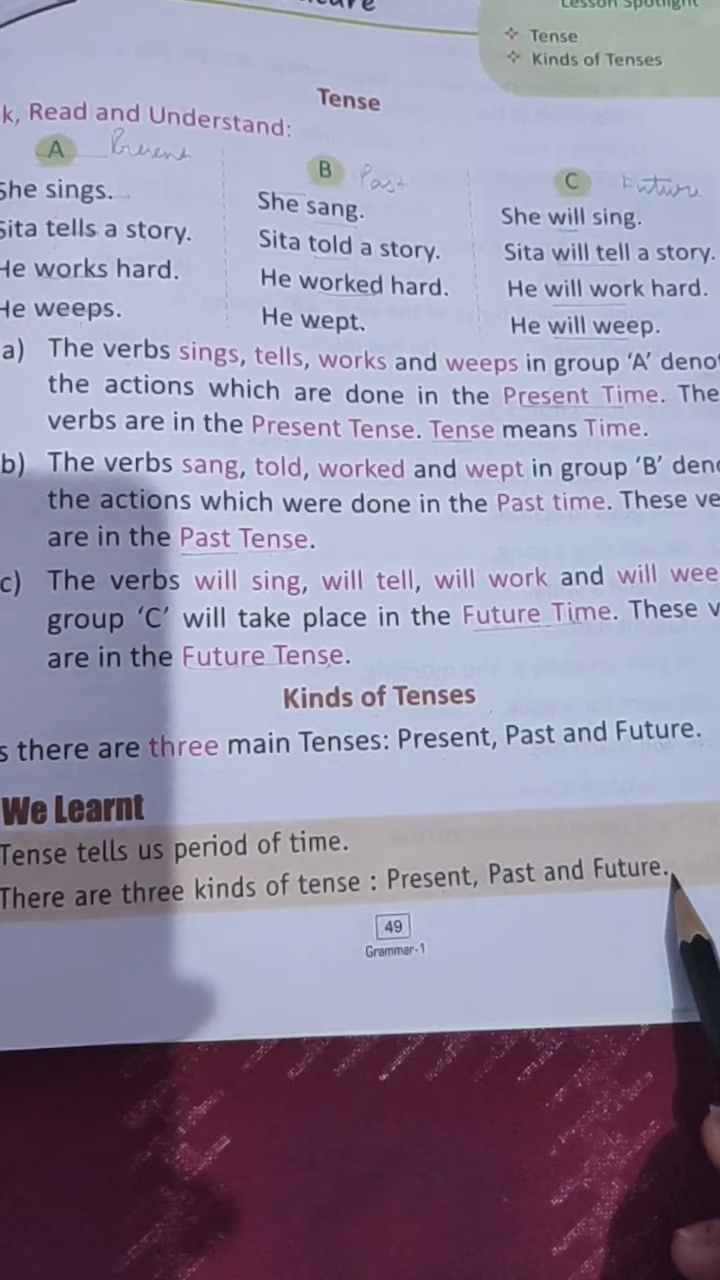 Lesson Spotlight
❖ Tense
❖ Kinds of Tenses
Tense
k, Read and Understand:
A Present
She sings.
Sita tells a story.
He works hard.
He weeps.
B Past
She sang.
Sita told a story.
He worked hard.
He wept.
C Future
She will sing.
Sita will tell a story.
He will work hard.
He will weep.
a) The verbs sings, tells, works and weeps in group ‘A’ deno
the actions which are done in the Present Time. The
verbs are in the Present Tense. Tense means Time.
b) The verbs sang, told, worked and wept in group ‘B’ deno
the actions which were done in the Past time. These ve
are in the Past Tense.
c) The verbs will sing, will tell, will work and will wee
group ‘C’ will take place in the Future Time. These v
are in the Future Tense.
Kinds of Tenses
s there are three main Tenses: Present, Past and Future.
We Learnt
Tense tells us period of time.
There are three kinds of tense : Present, Past and Future.
49
Grammar-1